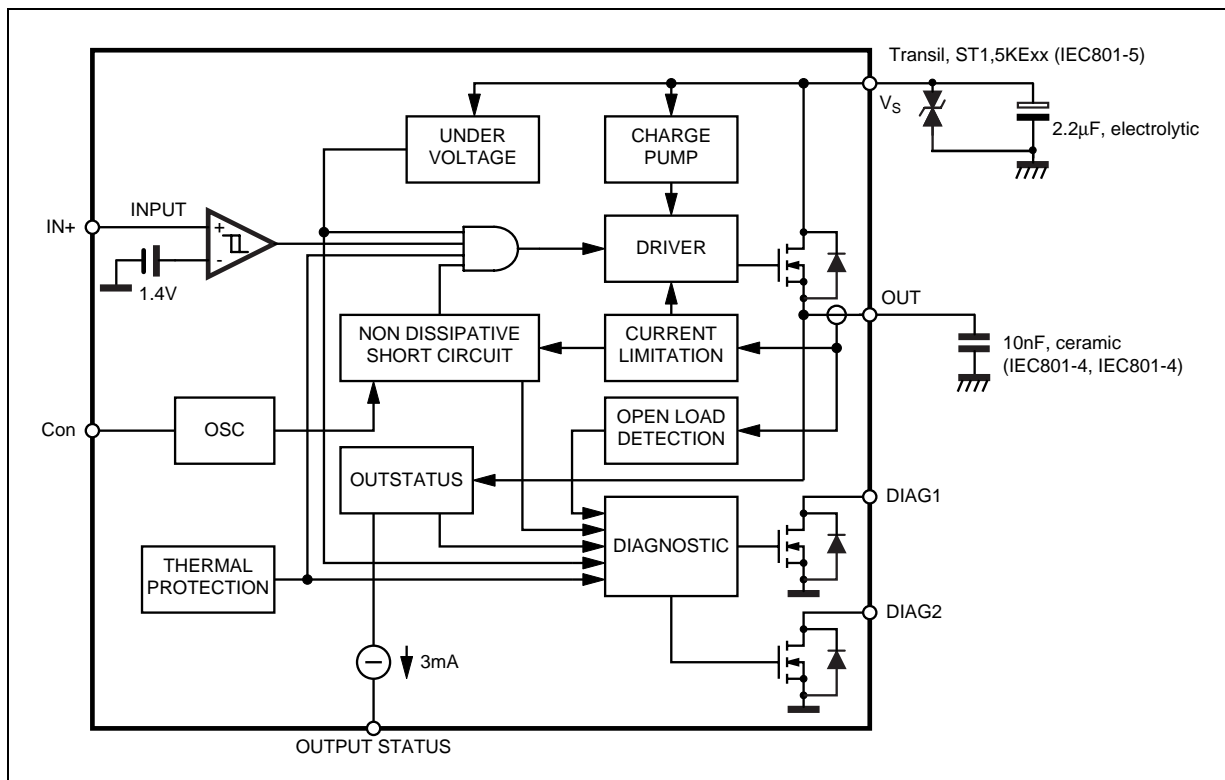 Transil, ST1,5KExx (IEC801-5)
VS
2.2μF, electrolytic
UNDER
VOLTAGE
CHARGE
PUMP
IN+
INPUT
+
-
1.4V
DRIVER
OUT
NON DISSIPATIVE
SHORT CIRCUIT
CURRENT
LIMITATION
10nF, ceramic
(IEC801-4, IEC801-4)
Con
OSC
OPEN LOAD
DETECTION
OUTSTATUS
DIAG1
DIAGNOSTIC
THERMAL
PROTECTION
DIAG2
3mA
OUTPUT STATUS